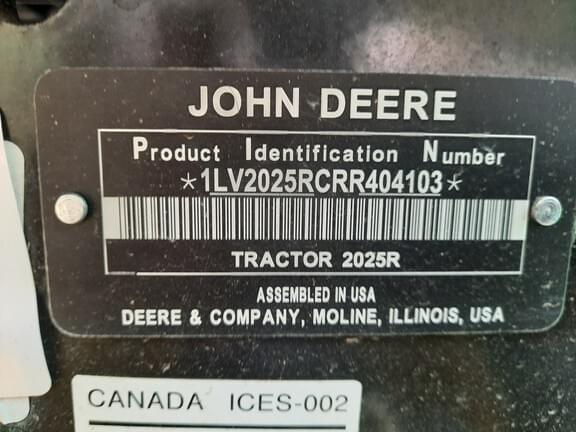 JOHN DEERE
Product Identification Number
*1LV2025RCRR404103*
TRACTOR 2025R
ASSEMBLED IN USA
DEERE & COMPANY, MOLINE, ILLINOIS, USA
CANADA ICES-002